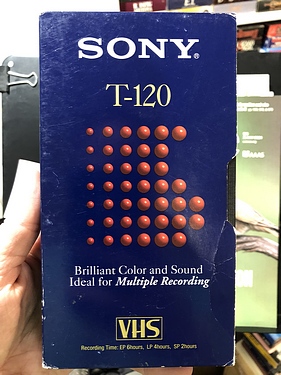 SONY®
T-120
Brilliant Color and Sound
Ideal for Multiple Recording
VHS
Recording Time: EP 6hours, LP 4hours, SP 2hours